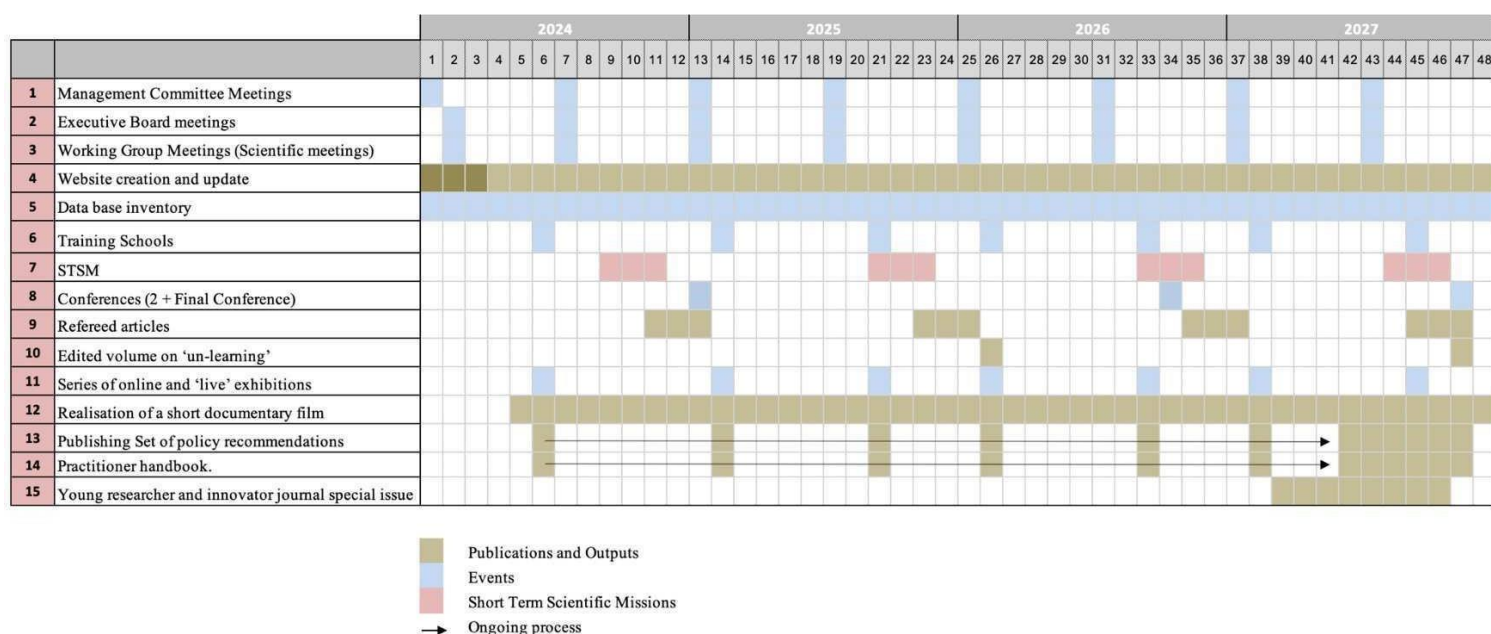 2024 2025 2026 2027
1 2 3 4 5 6 7 8 9 10 11 12 13 14 15 16 17 18 19 20 21 22 23 24 25 26 27 28 29 30 31 32 33 34 35 36 37 38 39 40 41 42 43 44 45 46 47 48
1 Management Committee Meetings
2 Executive Board meetings
3 Working Group Meetings (Scientific meetings)
4 Website creation and update
5 Data base inventory
6 Training Schools
7 STSM
8 Conferences (2 + Final Conference)
9 Refereed articles
10 Edited volume on ‘un-learning’
11 Series of online and ‘live’ exhibitions
12 Realisation of a short documentary film
13 Publishing Set of policy recommendations
14 Practitioner handbook.
15 Young researcher and innovator journal special issue
Publications and Outputs
Events
Short Term Scientific Missions
Ongoing process